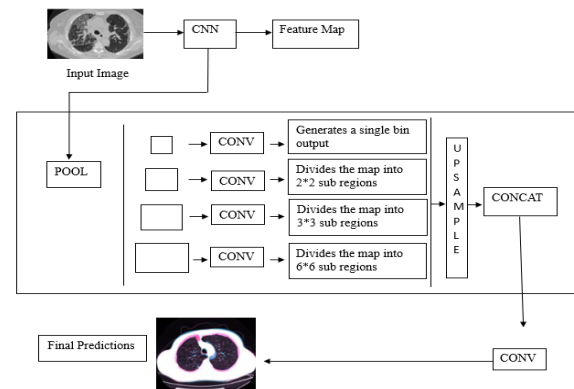 CNN
Feature Map
Input Image
POOL
CONV
Generates a single bin
output
CONV
Divides the map into
2*2 sub regions
CONV
Divides the map into
3*3 sub regions
CONV
Divides the map into
6*6 sub regions
UPSAMPLE
CONCAT
Final Predictions
CONV